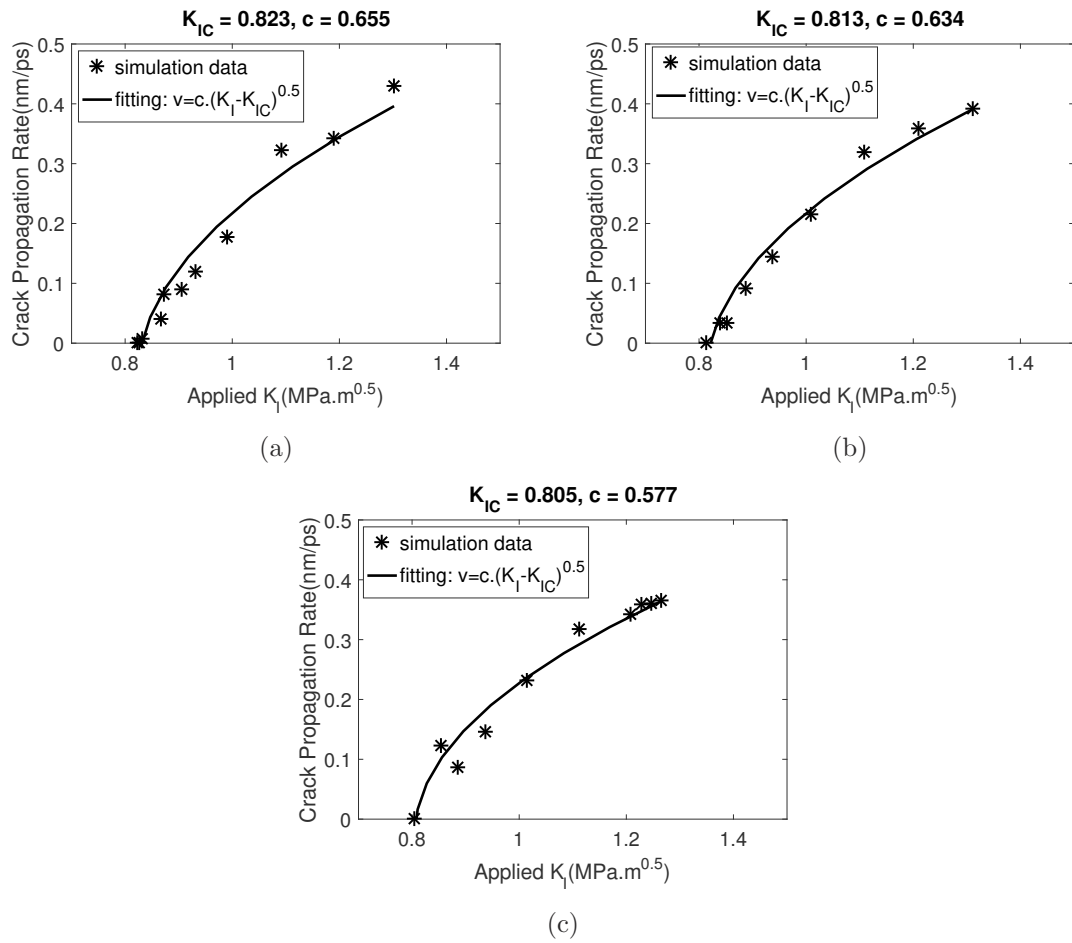 K_IC = 0.823, c = 0.655
Crack Propagation Rate(nm/ps)
0.5
0.4
0.3
0.2
0.1
0
simulation data
fitting: v=c.(K_I-K_IC)^0.5
0.8
1
1.2
1.4
Applied K_I(MPa.m^0.5)
(a)
K_IC = 0.813, c = 0.634
Crack Propagation Rate(nm/ps)
0.5
0.4
0.3
0.2
0.1
0
simulation data
fitting: v=c.(K_I-K_IC)^0.5
0.8
1
1.2
1.4
Applied K_I(MPa.m^0.5)
(b)
K_IC = 0.805, c = 0.577
Crack Propagation Rate(nm/ps)
0.5
0.4
0.3
0.2
0.1
0
simulation data
fitting: v=c.(K_I-K_IC)^0.5
0.8
1
1.2
1.4
Applied K_I(MPa.m^0.5)
(c)